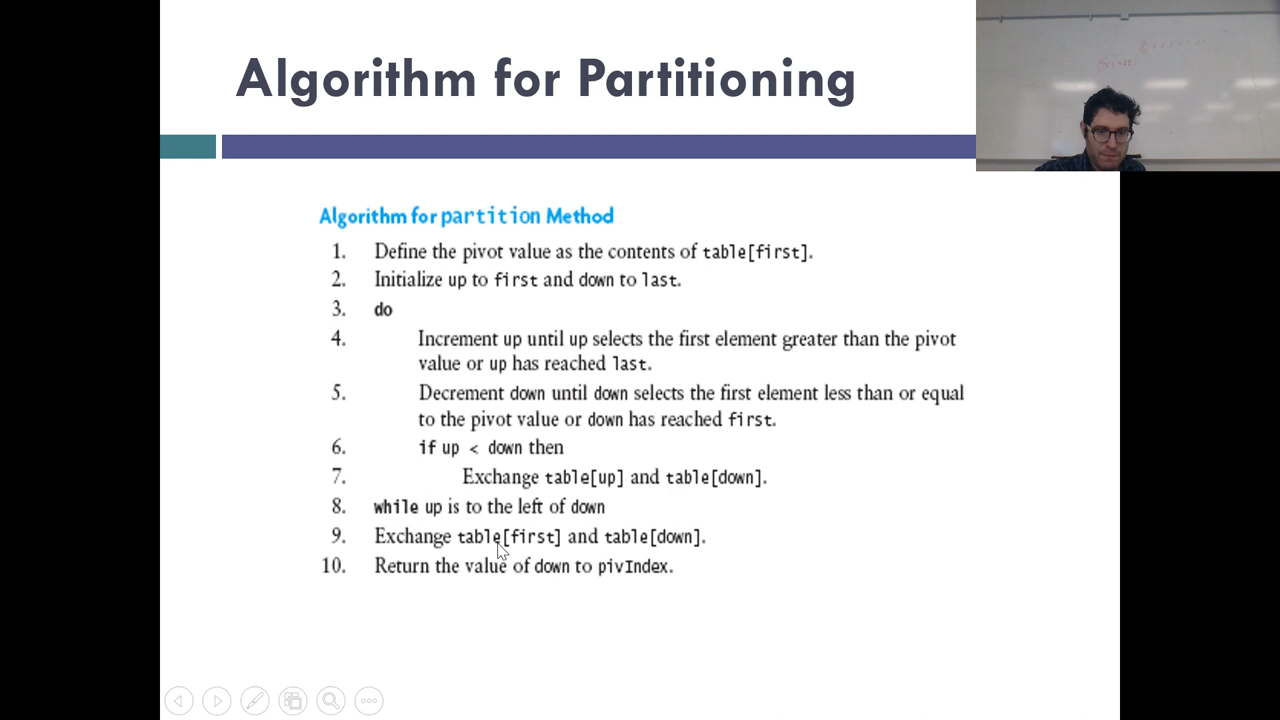 Algorithm for Partitioning
Algorithm for partition Method
1. Define the pivot value as the contents of table[first].
2. Initialize up to first and down to last.
3. do
4. Increment up until up selects the first element greater than the pivot
value or up has reached last.
5. Decrement down until down selects the first element less than or equal
to the pivot value or down has reached first.
6. if up < down then
7. Exchange table[up] and table[down].
8. while up is to the left of down
9. Exchange table[first] and table[down].
10. Return the value of down to pivIndex.